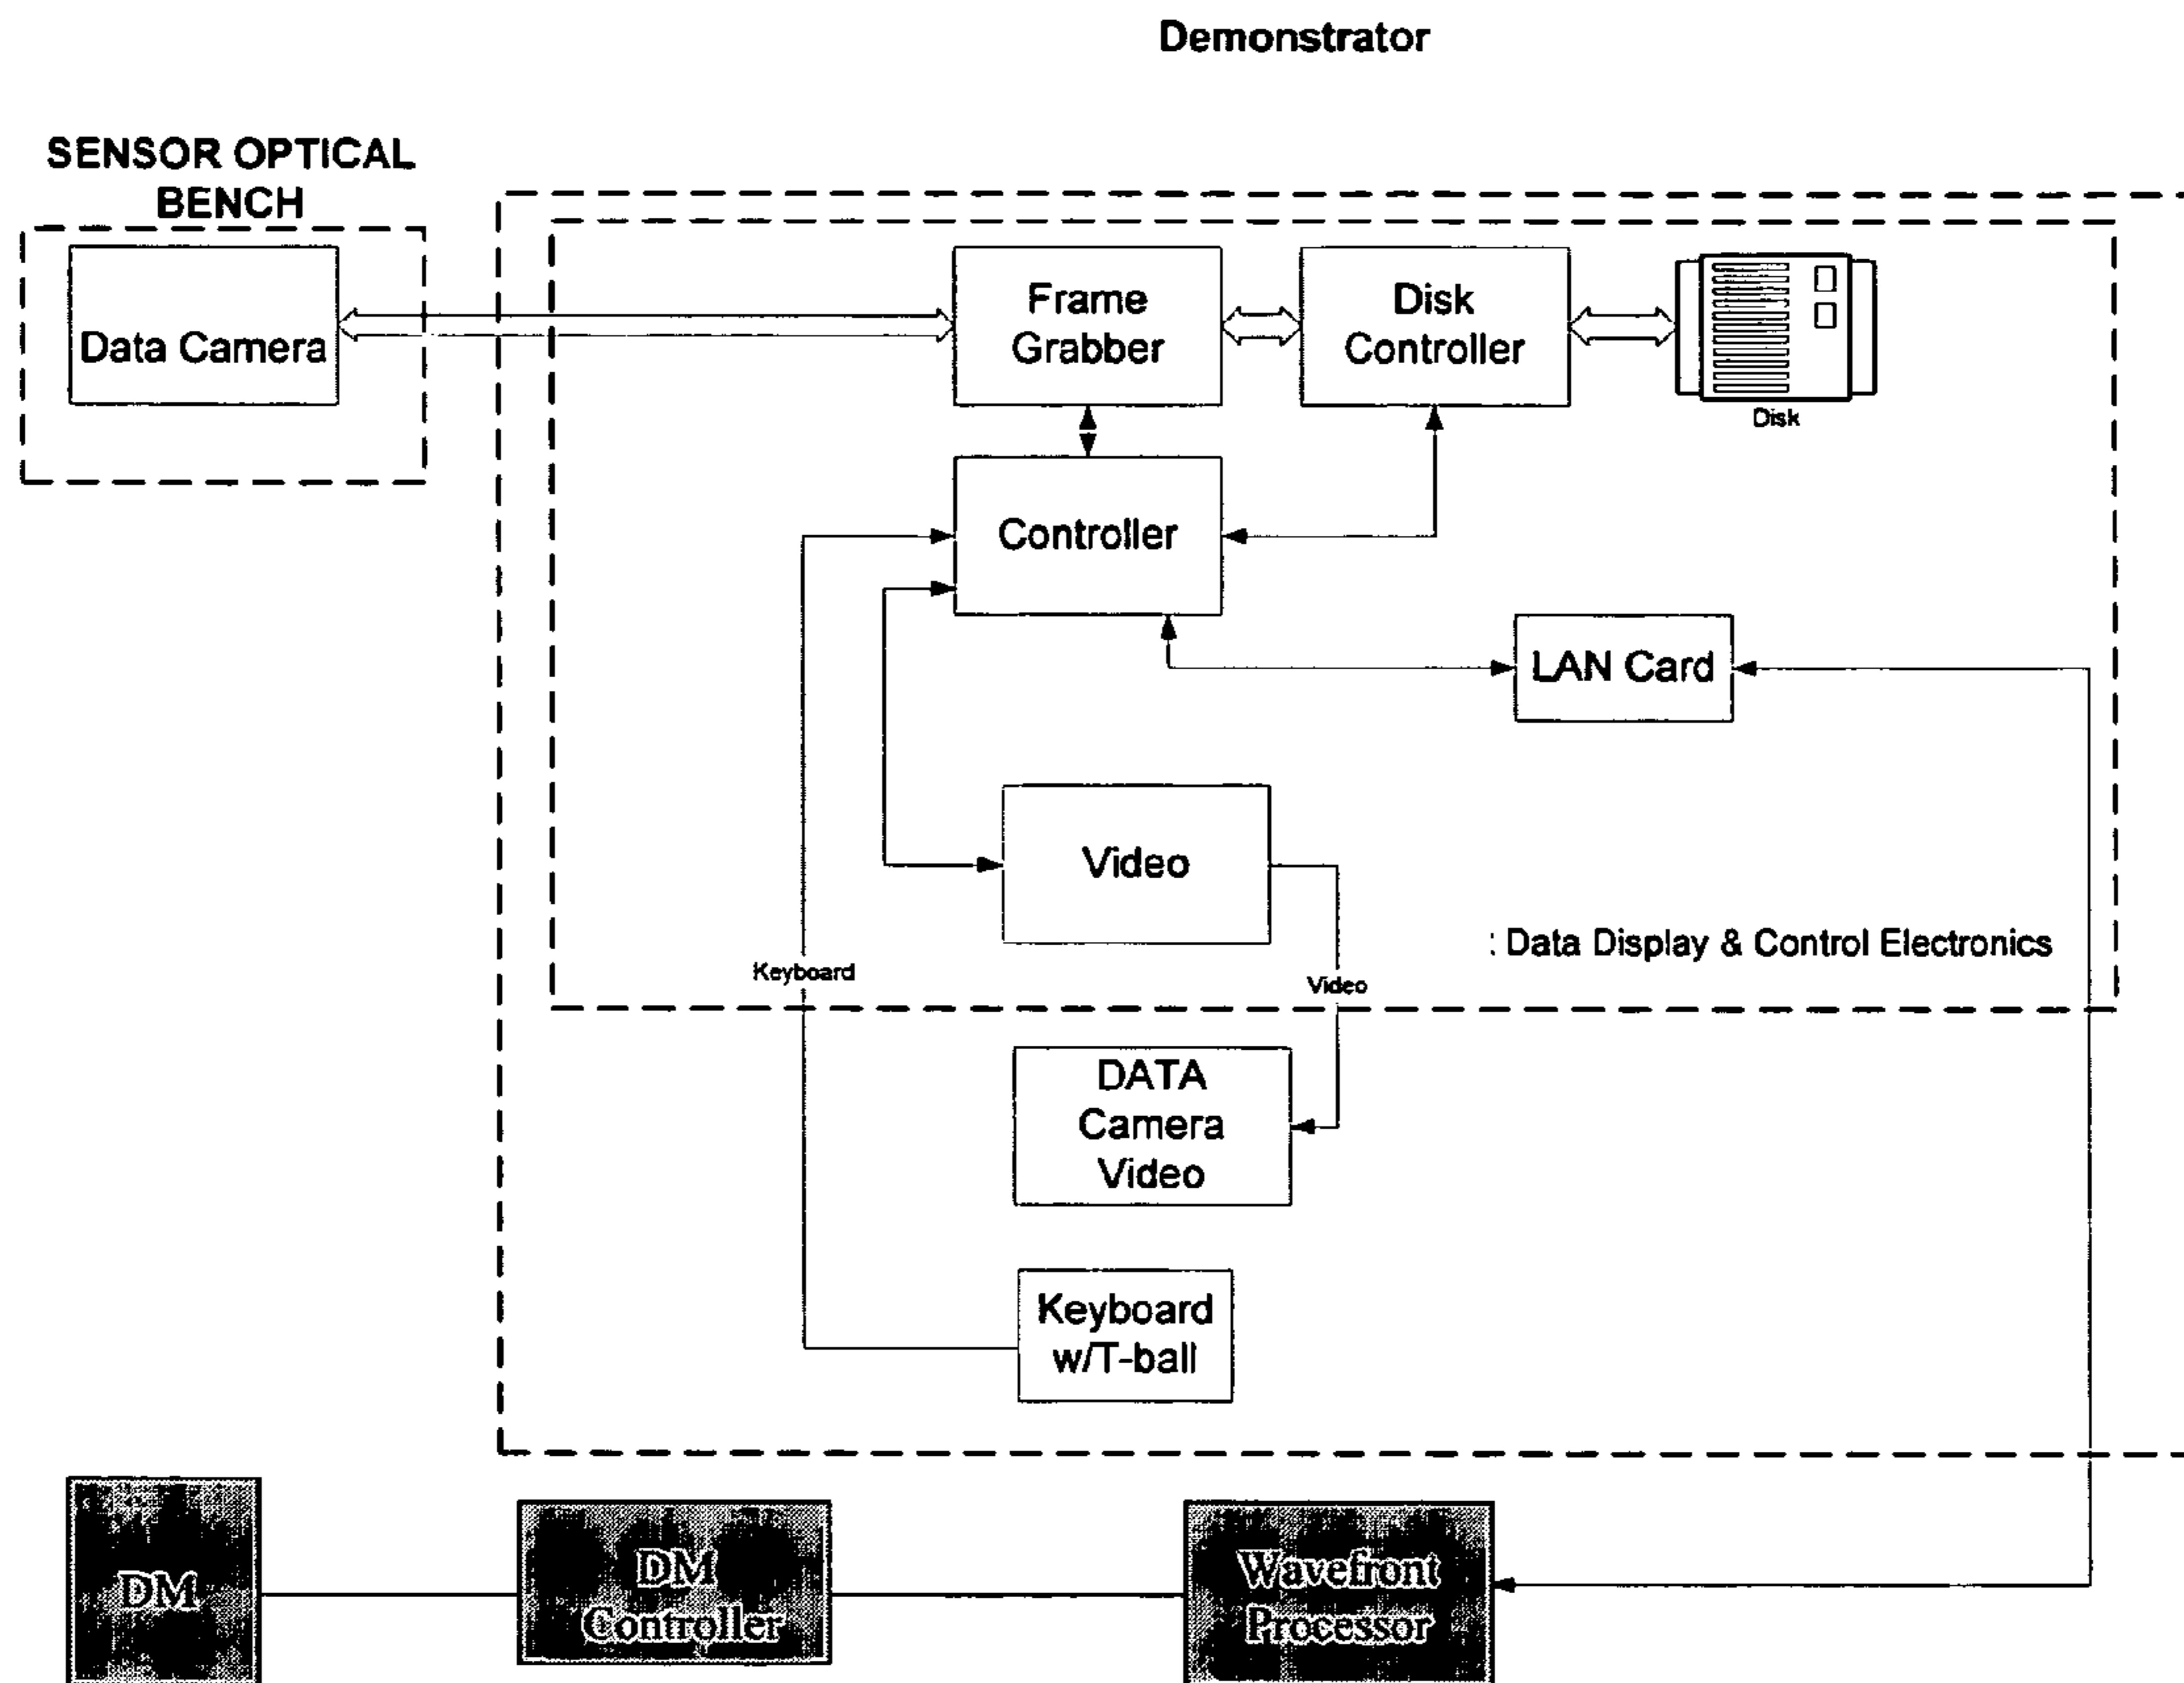 Demonstrator
SENSOR OPTICAL
BENCH
Data Camera
Frame
Grabber
Disk
Controller
Disk
Controller
LAN Card
Video
: Data Display & Control Electronics
Keyboard
Video
DATA
Camera
Video
Keyboard
w/T-ball
DM
DM
Controller
Wavefront
Processor